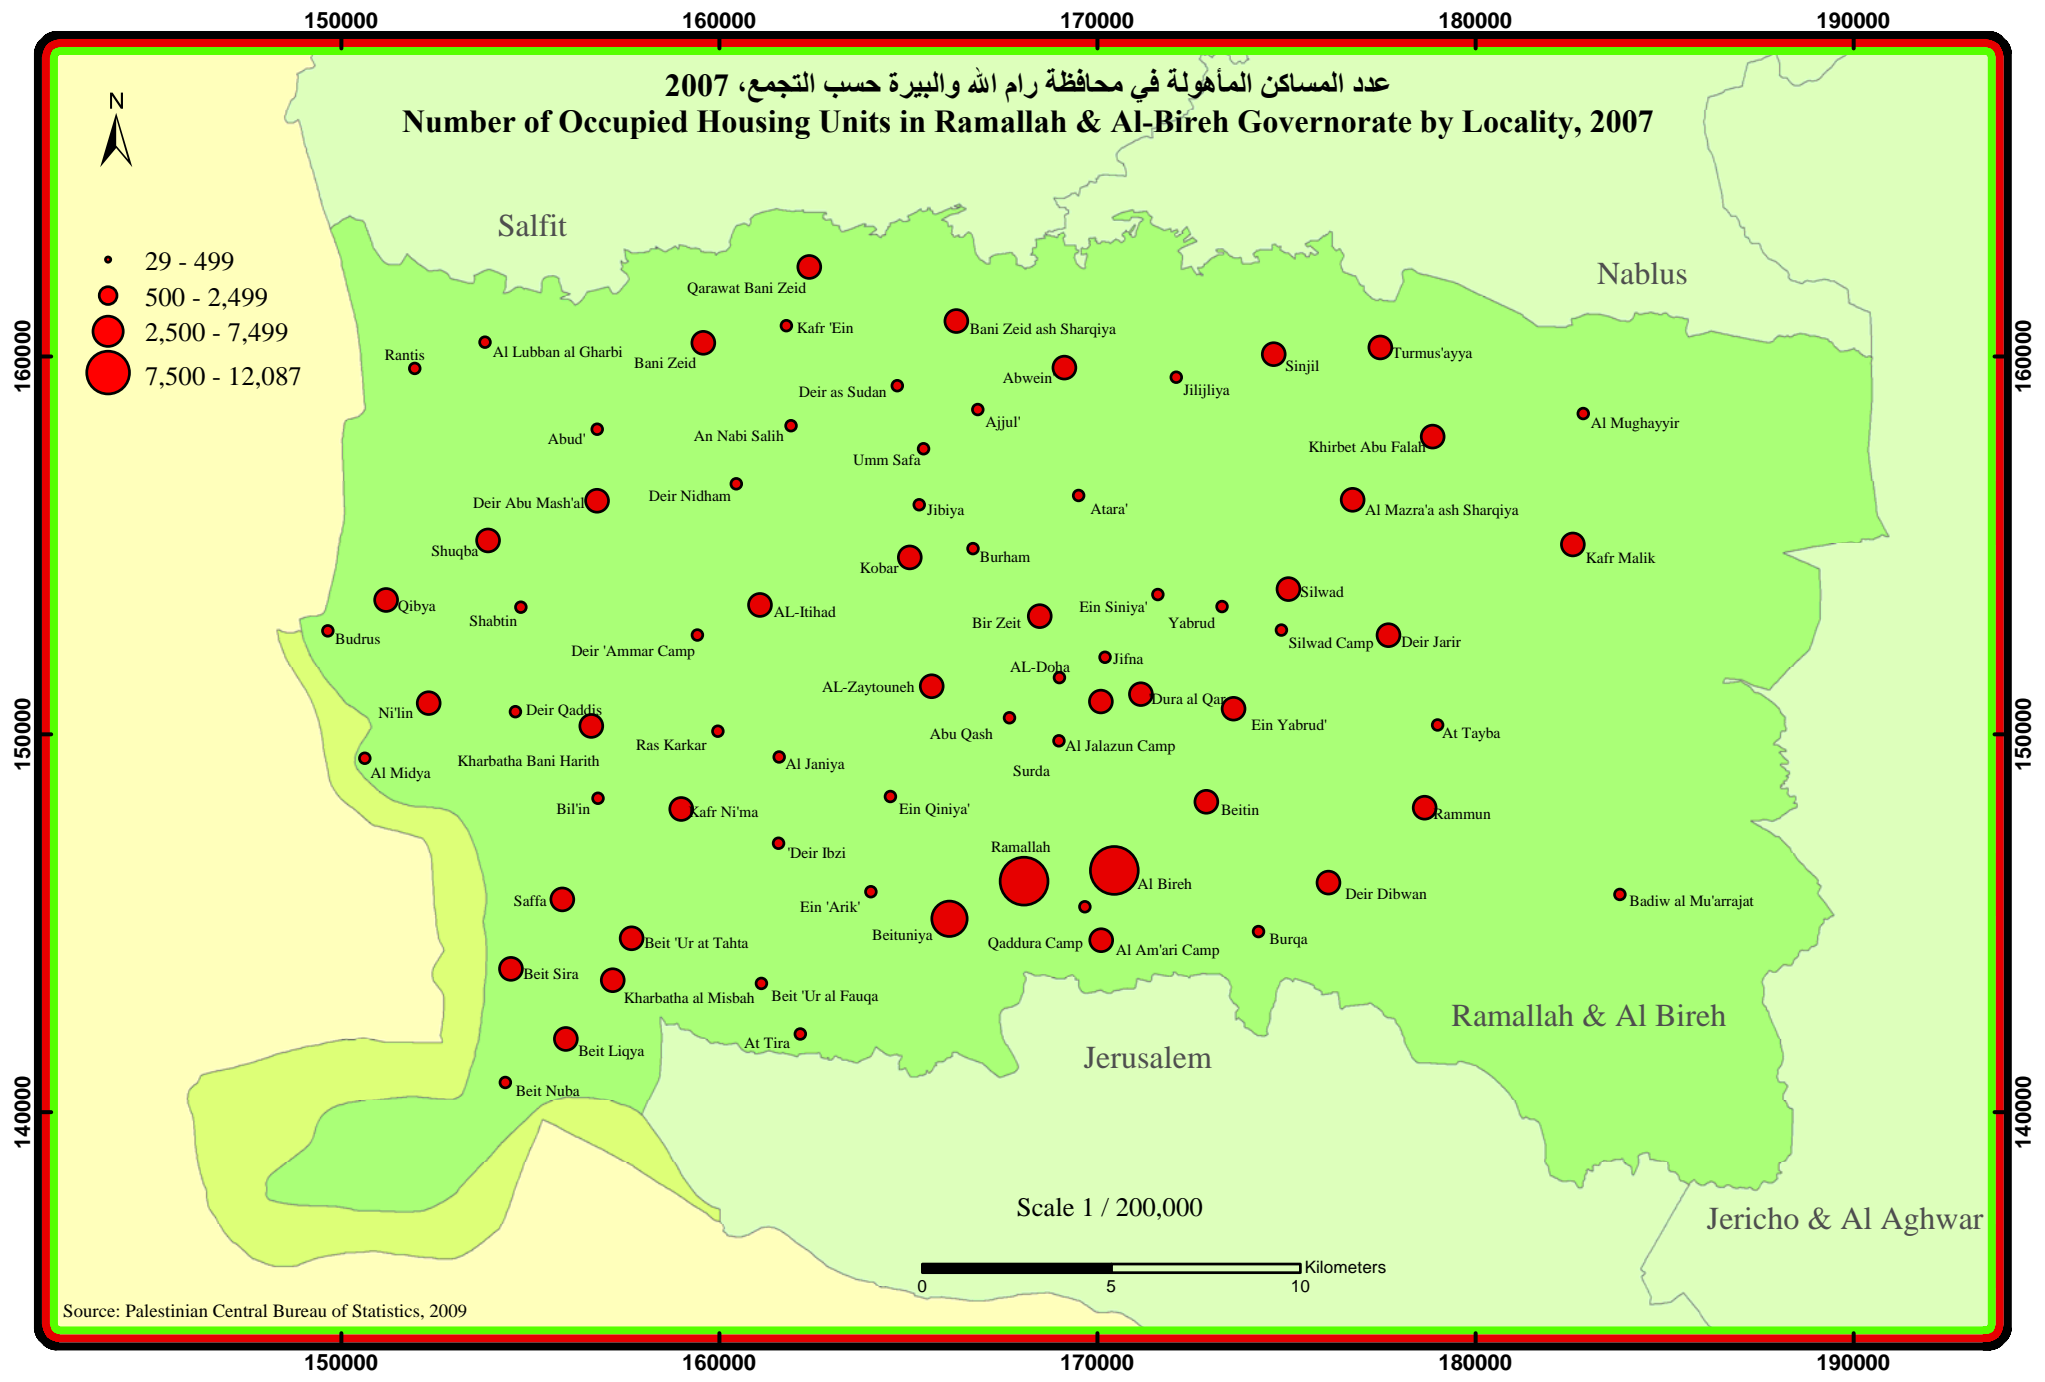 150000
160000
170000
180000
190000
عدد المساكن المأهولة في محافظة رام الله والبيرة حسب التجمع، 2007
Number of Occupied Housing Units in Ramallah & Al-Bireh Governorate by Locality, 2007
N
Salfit
Nablus
29 - 499
500 - 2,499
2,500 - 7,499
7,500 - 12,087
160000
160000
Qarawat Bani Zeid
Kafr 'Ein
Bani Zeid ash Sharqiya
Rantis
Al Lubban al Gharbi
Bani Zeid
Turmus'ayya
Sinjil
Abwein
Deir as Sudan
Jilijliya
Ajjul'
Al Mughayyir
Abud'
An Nabi Salih
Khirbet Abu Falah
Umm Safa
Deir Nidham
Deir Abu Mash'al
Jibiya
Atara'
Al Mazra'a ash Sharqiya
Shuqba
Kobar
Burham
Kafr Malik
Silwad
Qibya
Ein Siniya'
AL-Itihad
Shabtin
Bir Zeit
Yabrud
Budrus
Silwad Camp
Deir Jarir
Deir 'Ammar Camp
Jifna
AL-Doha
AL-Zaytouneh
Dura al Qar
Ni'lin
Deir Qaddis
Ein Yabrud'
Abu Qash
At Tayba
Ras Karkar
Al Jalazun Camp
150000
150000
Kharbatha Bani Harith
Al Janiya
Surda
Al Midya
Bil'in
Kafr Ni'ma
Ein Qiniya'
Beitin
Rammun
Ramallah
'Deir Ibzi
Al Bireh
Deir Dibwan
Saffa
Ein 'Arik'
Badiw al Mu'arrajat
Beituniya
Beit 'Ur at Tahta
Qaddura Camp
Al Am'ari Camp
Burqa
Beit Sira
Kharbatha al Misbah
Beit 'Ur al Fauqa
Ramallah & Al Bireh
At Tira
Beit Liqya
Jerusalem
Beit Nuba
140000
140000
Scale 1 / 200,000
Jericho & Al Aghwar
Kilometers
0
5
10
Source: Palestinian Central Bureau of Statistics, 2009
150000
160000
170000
180000
190000